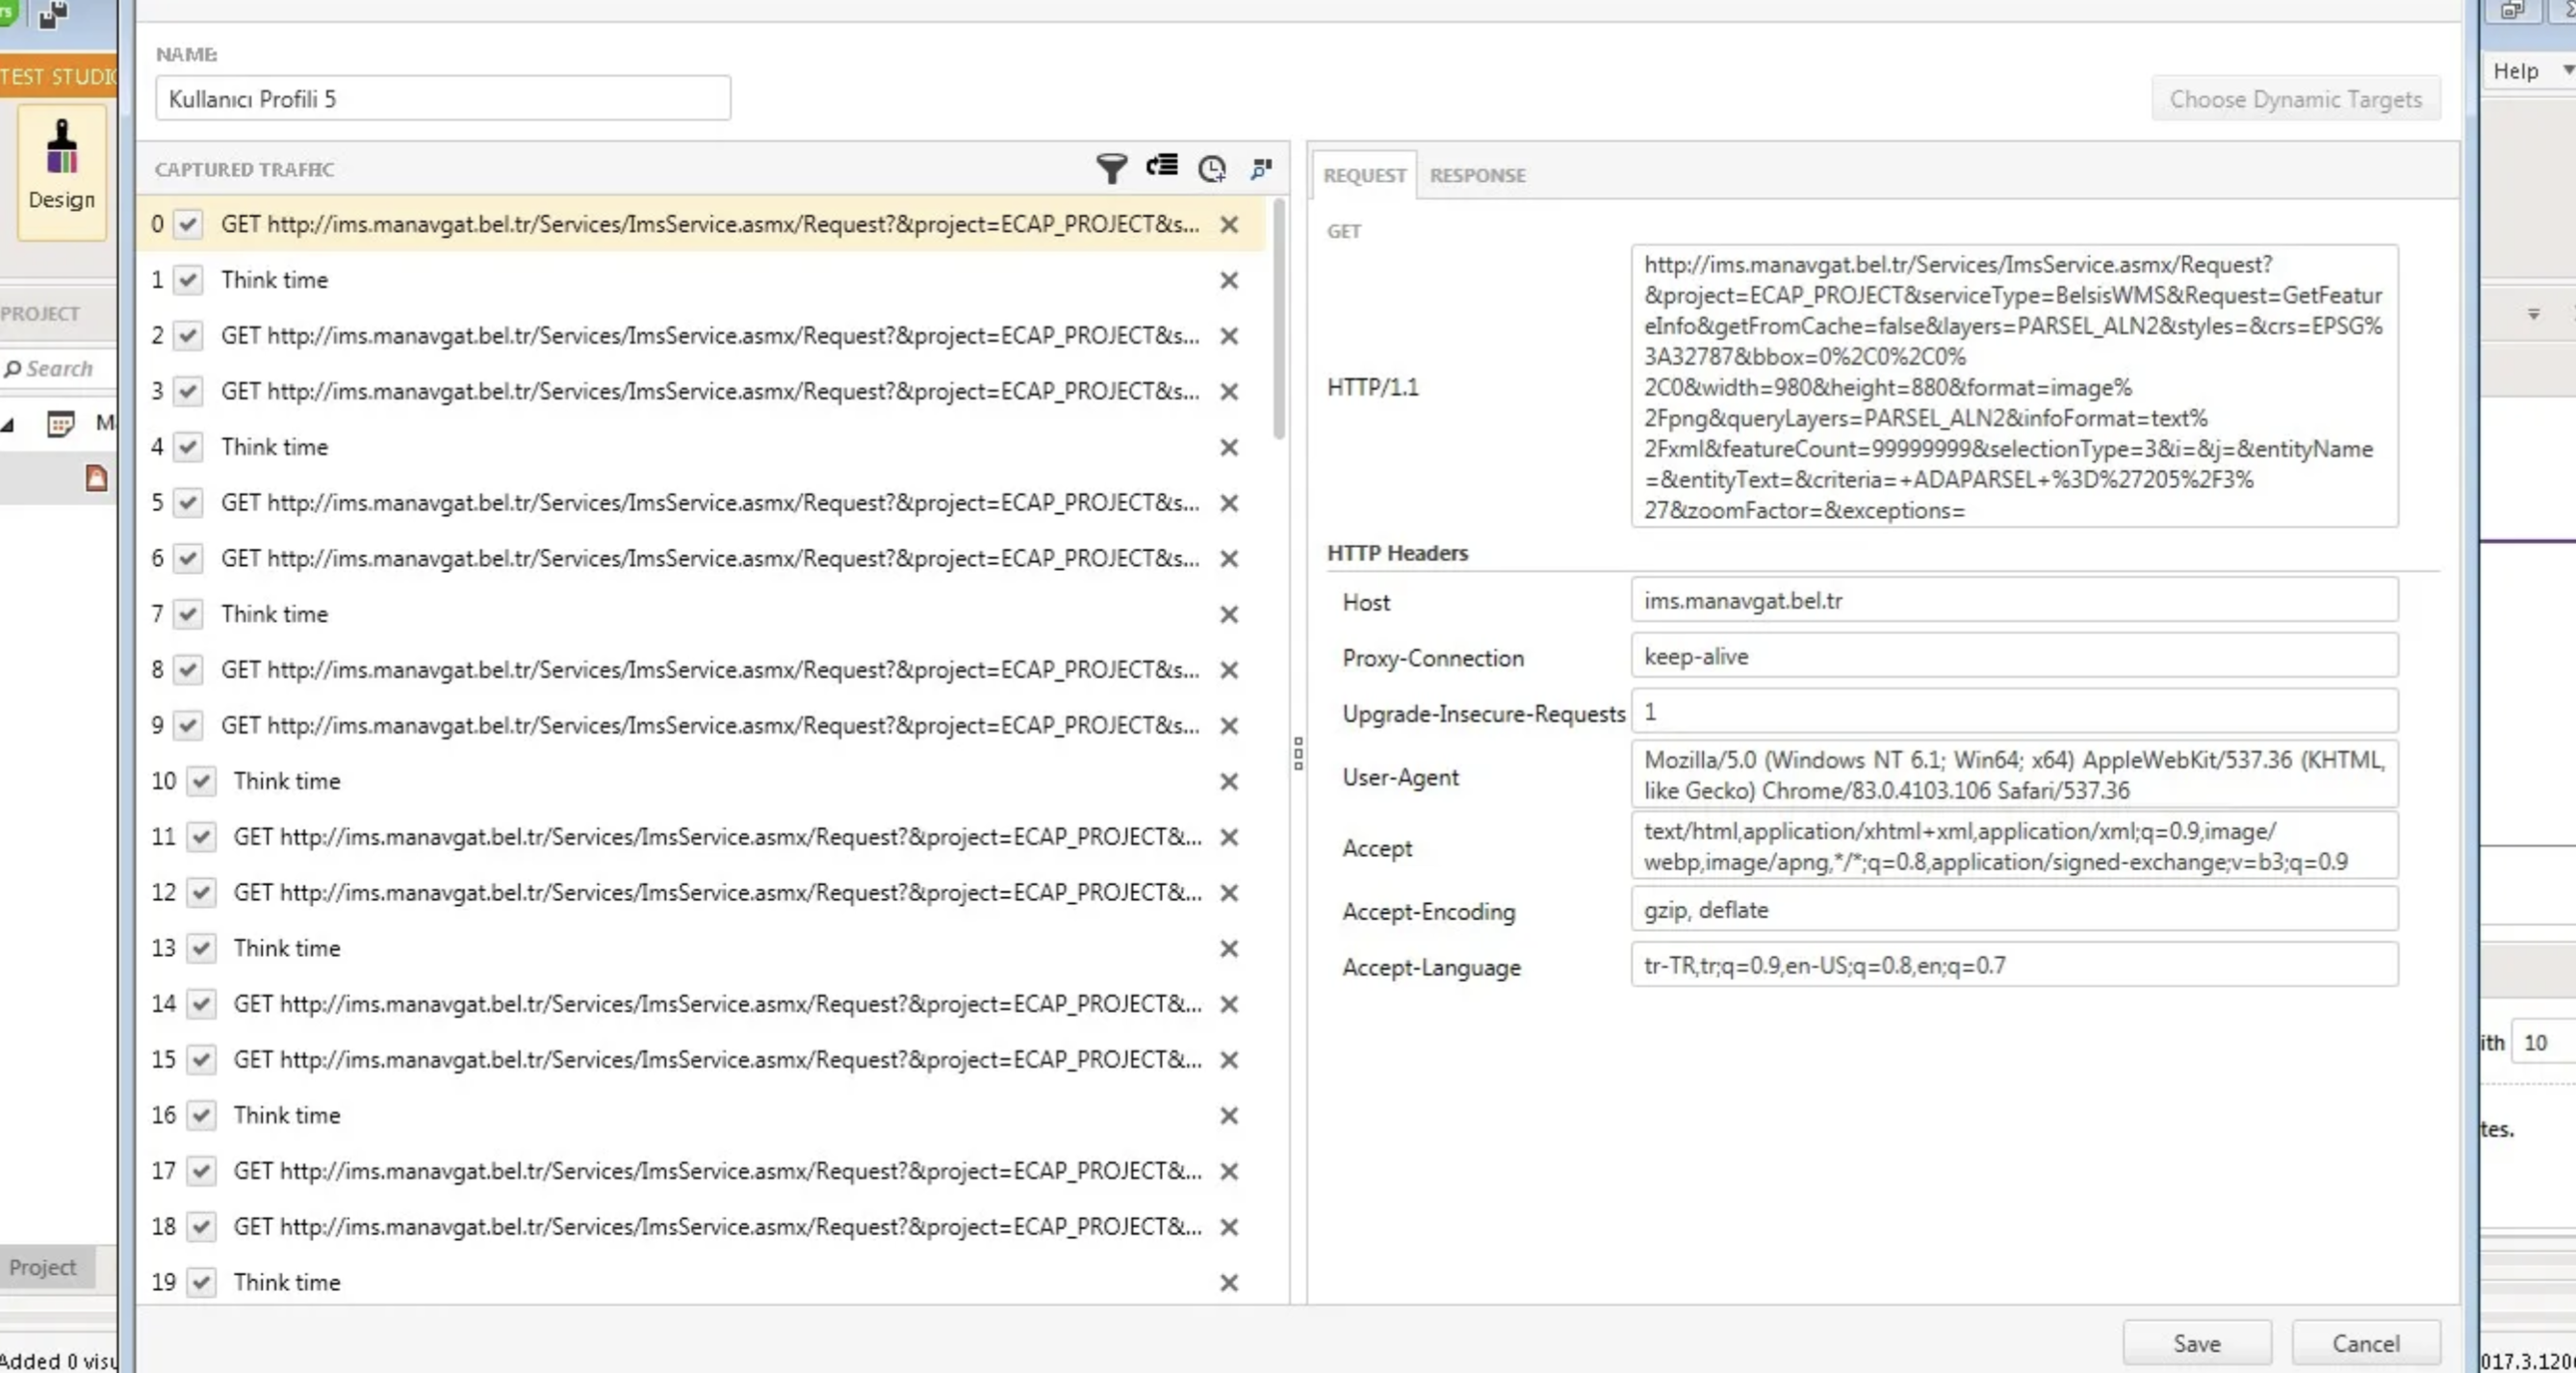 rs
TEST STUDIO
Design
PROJECT
Search
Project
Added 0 visu
NAME:
Kullanıcı Profili 5
Choose Dynamic Targets
Help
CAPTURED TRAFFIC
0 GET http://ims.manavgat.bel.tr/Services/ImsService.asmx/Request?&project=ECAP_PROJECT&s...
1 Think time
2 GET http://ims.manavgat.bel.tr/Services/ImsService.asmx/Request?&project=ECAP_PROJECT&s...
3 GET http://ims.manavgat.bel.tr/Services/ImsService.asmx/Request?&project=ECAP_PROJECT&s...
4 Think time
5 GET http://ims.manavgat.bel.tr/Services/ImsService.asmx/Request?&project=ECAP_PROJECT&s...
6 GET http://ims.manavgat.bel.tr/Services/ImsService.asmx/Request?&project=ECAP_PROJECT&s...
7 Think time
8 GET http://ims.manavgat.bel.tr/Services/ImsService.asmx/Request?&project=ECAP_PROJECT&s...
9 GET http://ims.manavgat.bel.tr/Services/ImsService.asmx/Request?&project=ECAP_PROJECT&s...
10 Think time
11 GET http://ims.manavgat.bel.tr/Services/ImsService.asmx/Request?&project=ECAP_PROJECT&...
12 GET http://ims.manavgat.bel.tr/Services/ImsService.asmx/Request?&project=ECAP_PROJECT&...
13 Think time
14 GET http://ims.manavgat.bel.tr/Services/ImsService.asmx/Request?&project=ECAP_PROJECT&...
15 GET http://ims.manavgat.bel.tr/Services/ImsService.asmx/Request?&project=ECAP_PROJECT&...
16 Think time
17 GET http://ims.manavgat.bel.tr/Services/ImsService.asmx/Request?&project=ECAP_PROJECT&...
18 GET http://ims.manavgat.bel.tr/Services/ImsService.asmx/Request?&project=ECAP_PROJECT&...
19 Think time
REQUEST RESPONSE
GET
HTTP/1.1
http://ims.manavgat.bel.tr/Services/ImsService.asmx/Request?
&project=ECAP_PROJECT&serviceType=BelsisWMS&Request=GetFeatur
eInfo&getFromCache=false&layers=PARSEL_ALN2&styles=&crs=EPSG%
3A32787&bbox=0%2C0%2C0%
2C0&width=980&height=880&format=image%
2Fpng&queryLayers=PARSEL_ALN2&infoFormat=text%
2Fxml&featureCount=99999999&selectionType=3&i=&j=&entityName
=&entityText=&criteria=+ADAPARSEL+%3D%27205%2F3%
27&zoomFactor=&exceptions=
HTTP Headers
Host ims.manavgat.bel.tr
Proxy-Connection keep-alive
Upgrade-Insecure-Requests 1
User-Agent Mozilla/5.0 (Windows NT 6.1; Win64; x64) AppleWebKit/537.36 (KHTML,
like Gecko) Chrome/83.0.4103.106 Safari/537.36
Accept text/html,application/xhtml+xml,application/xml;q=0.9,image/
webp,image/apng,*/*;q=0.8,application/signed-exchange;v=b3;q=0.9
Accept-Encoding gzip, deflate
Accept-Language tr-TR,tr;q=0.9,en-US;q=0.8,en;q=0.7
ith 10
tes.
Save Cancel
017.3.120